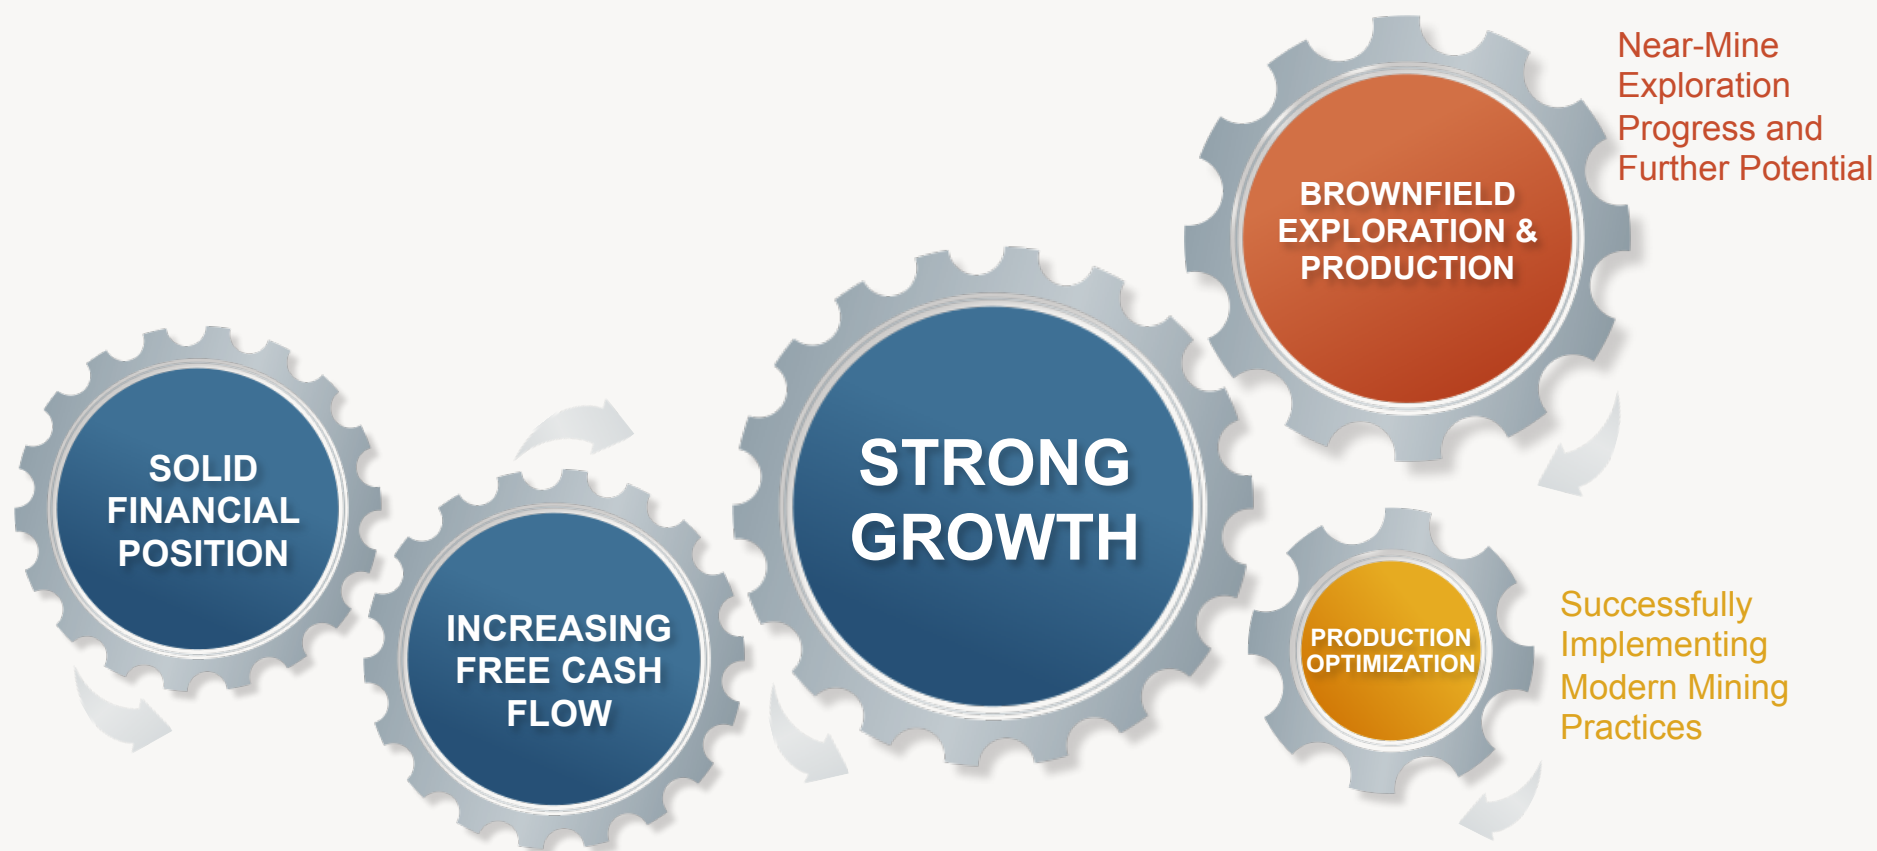 SOLID
FINANCIAL
POSITION
INCREASING
FREE CASH
FLOW
STRONG
GROWTH
BROWNFIELD
EXPLORATION &
PRODUCTION
Near-Mine
Exploration
Progress and
Further Potential
PRODUCTION
OPTIMIZATION
Successfully
Implementing
Modern Mining
Practices